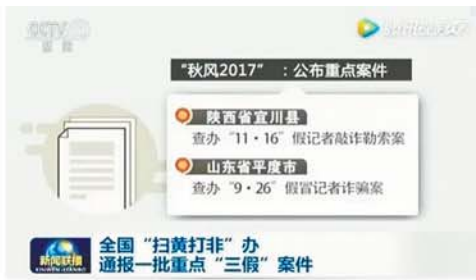 CCTV
“秋风2017”：公布重点案件
陕西省宜川县
查办“11·16”假记者敲诈勒索案
山东省平度市
查办“9·26”假冒记者诈骗案
新闻联播
全国“扫黄打非”办
通报一批重点“三假”案件